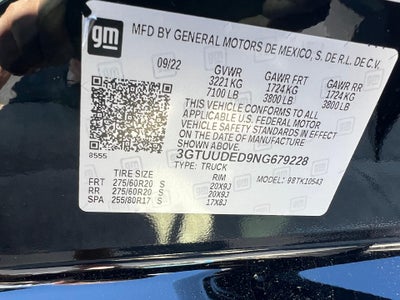 gm
MFD BY GENERAL MOTORS DE MEXICO, S. DE R.L. DE C.V.
09/22 GVWR GAWR FRT GAWR RR
3221 KG 1724 KG 1724 KG
7100 LB 3800 LB 3800 LB
THIS VEHICLE CONFORMS TO ALL
APPLICABLE U.S. FEDERAL MOTOR
VEHICLE SAFETY STANDARDS IN EFFECT
ON THE DATE OF MANUFACTURE
SHOWN ABOVE.
8555
3GTUUDED9NG679228
TYPE: TRUCK 98TK10543
TIRE SIZE RIM
FRT 275/60R20 S 20X9J
RR 275/60R20 S 20X9J
SPA 255/80R17 S 17X8J